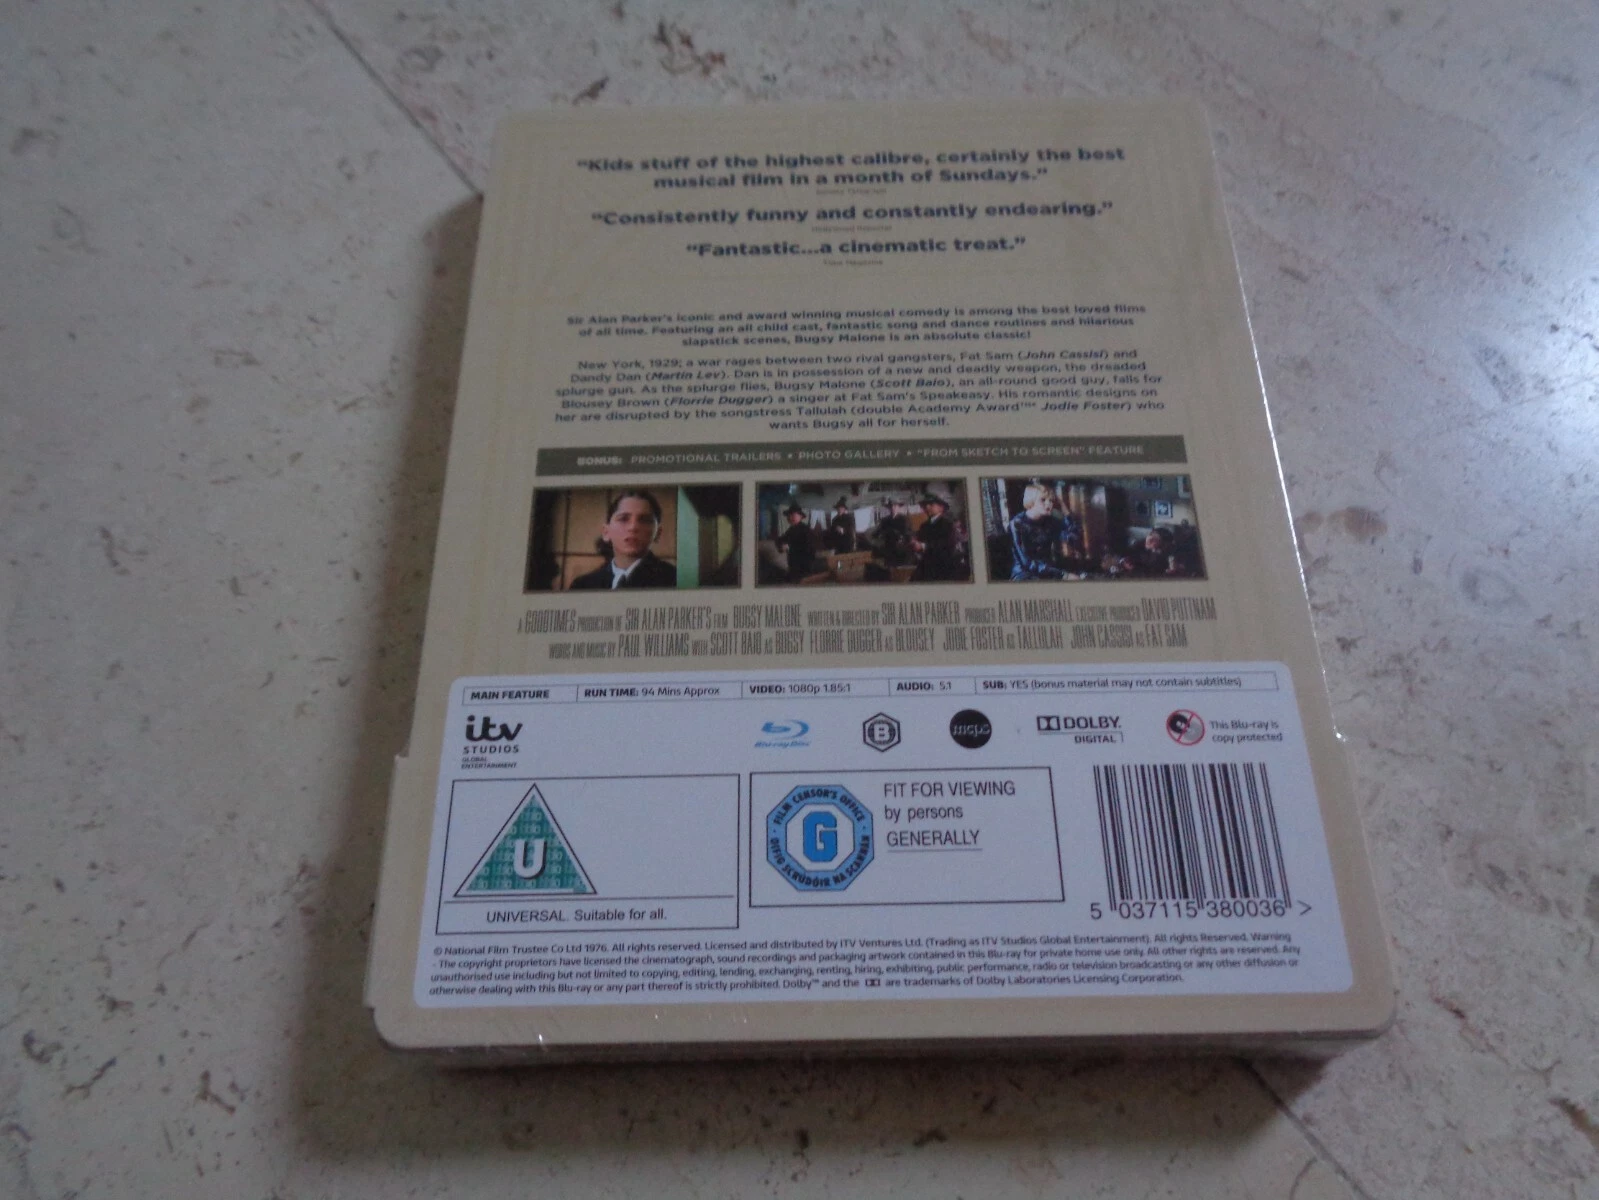 “Kids stuff of the highest calibre, certainly the best
musical film in a month of Sundays.”
“Consistently funny and constantly endearing.”
“Fantastic...a cinematic treat.”
Sir Alan Parker's iconic and award winning musical comedy is among the best loved films
of all time. Featuring an all child cast, fantastic song and dance routines and hilarious
slapstick scenes, Bugsy Malone is an absolute classic!
New York, 1929; a war rages between two rival gangsters, Fat Sam (John Cassisi) and
Dandy Dan (Martin Lev). Dan is in possession of a new and deadly weapon, the dreaded
splurge gun. As the splurge flies, Bugsy Malone (Scott Baio), an all-round good guy, falls for
Blousey Brown (Florrie Dugger) a singer at Fat Sam's Speakeasy. His romantic designs on
her are disrupted by the songstress Tallulah (double Academy Award™* Jodie Foster) who
wants Bugsy all for herself.
BONUS: PROMOTIONAL TRAILERS • PHOTO GALLERY • “FROM SKETCH TO SCREEN” FEATURE
A GOODTIMES PRODUCTION OF SIR ALAN PARKER'S FILM BUGSY MALONE WRITTEN & DIRECTED BY SIR ALAN PARKER PRODUCER ALAN MARSHALL EXECUTIVE PRODUCER DAVID PUTTNAM
WORDS AND MUSIC BY PAUL WILLIAMS WITH SCOTT BAIO AS BUGSY FLORRIE DUGGER AS BLOUSEY JODIE FOSTER AS TALLULAH JOHN CASSISI AS FAT SAM
MAIN FEATURE RUN TIME: 94 Mins Approx VIDEO: 1080p 1.85:1 AUDIO: 5.1 SUB: YES (bonus material may not contain subtitles)
itv
STUDIOS
GLOBAL
ENTERTAINMENT
Blu-ray Disc
B
mcps
DOLBY
DIGITAL
This Blu-ray is
copy protected
U
UNIVERSAL. Suitable for all.
FILM CENSOR'S OFFICE
G
OIFIG SCRÚDÓIR NA SCANNÁN
FIT FOR VIEWING
by persons
GENERALLY
5 037115 380036 >
© National Film Trustee Co Ltd 1976. All rights reserved. Licensed and distributed by ITV Ventures Ltd. (Trading as ITV Studios Global Entertainment). All rights Reserved. Warning
- The copyright proprietors have licensed the cinematograph, sound recordings and packaging artwork contained in this Blu-ray for private home use only. All other rights are reserved. Any
unauthorised use including but not limited to copying, editing, lending, exchanging, renting, hiring, exhibiting, public performance, radio or television broadcasting or any other diffusion or
otherwise dealing with this Blu-ray or any part thereof is strictly prohibited. Dolby™ and the are trademarks of Dolby Laboratories Licensing Corporation.